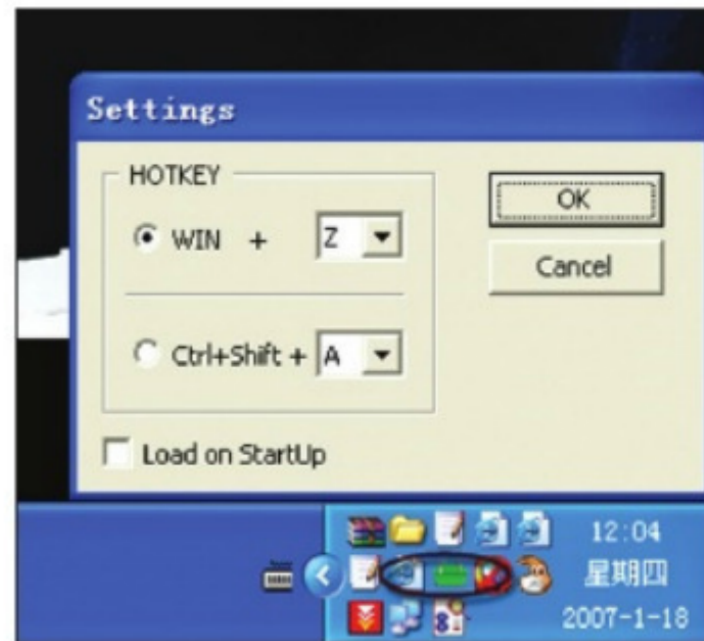 Settings
HOTKEY
WIN + Z
OK
Cancel
Ctrl+Shift + A
Load on StartUp
12:04
星期四
2007-1-18